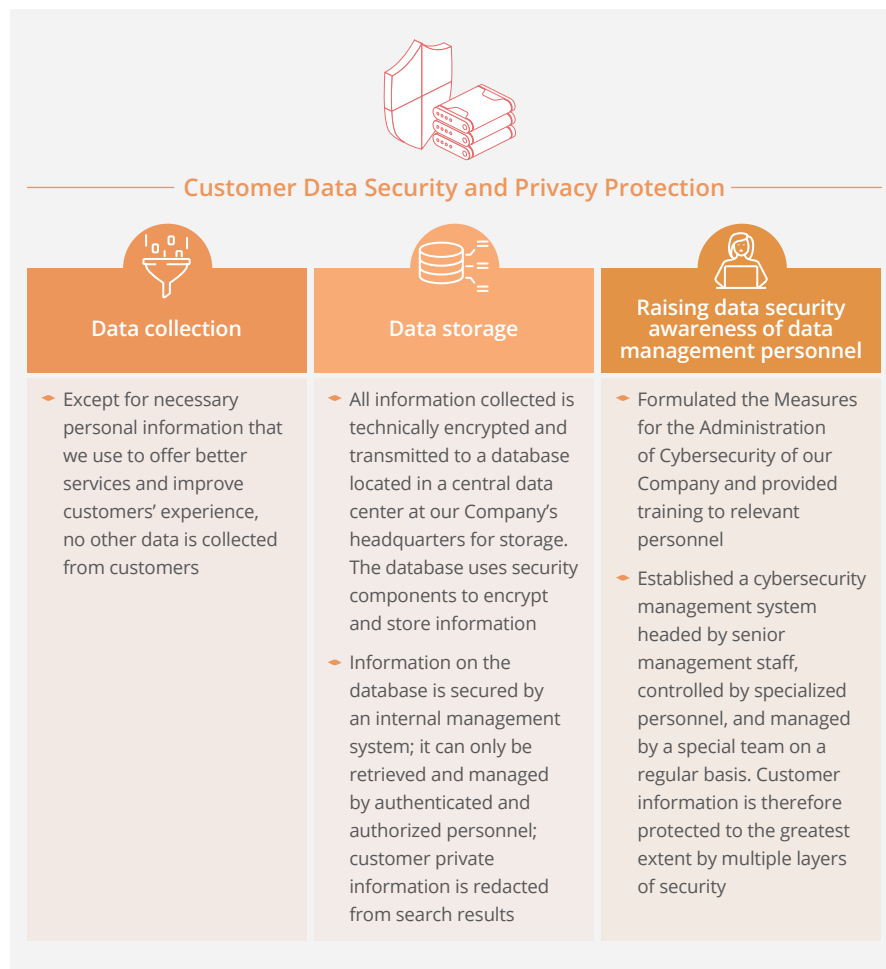 Customer Data Security and Privacy Protection
Data collection
Except for necessary
personal information that
we use to offer better
services and improve
customers’ experience,
no other data is collected
from customers
Data storage
All information collected is
technically encrypted and
transmitted to a database
located in a central data
center at our Company’s
headquarters for storage.
The database uses security
components to encrypt
and store information
Information on the
database is secured by
an internal management
system; it can only be
retrieved and managed
by authenticated and
authorized personnel;
customer private
information is redacted
from search results
Raising data security
awareness of data
management personnel
Formulated the Measures
for the Administration
of Cybersecurity of our
Company and provided
training to relevant
personnel
Established a cybersecurity
management system
headed by senior
management staff,
controlled by specialized
personnel, and managed
by a special team on a
regular basis. Customer
information is therefore
protected to the greatest
extent by multiple layers
of security